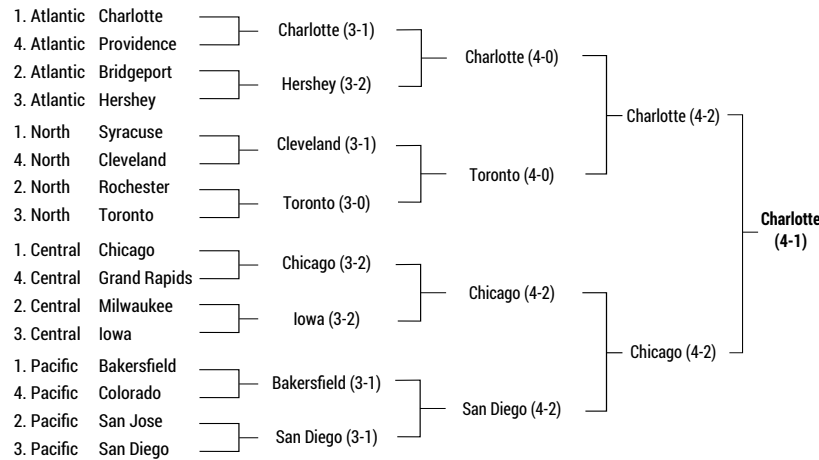 1. Atlantic Charlotte
4. Atlantic Providence
Charlotte (3-1)
2. Atlantic Bridgeport
3. Atlantic Hershey
Hershey (3-2)
Charlotte (4-0)
1. North Syracuse
4. North Cleveland
Cleveland (3-1)
2. North Rochester
3. North Toronto
Toronto (3-0)
Toronto (4-0)
Charlotte (4-2)
1. Central Chicago
4. Central Grand Rapids
Chicago (3-2)
2. Central Milwaukee
3. Central Iowa
Iowa (3-2)
Chicago (4-2)
1. Pacific Bakersfield
4. Pacific Colorado
Bakersfield (3-1)
2. Pacific San Jose
3. Pacific San Diego
San Diego (3-1)
San Diego (4-2)
Chicago (4-2)
Charlotte
(4-1)